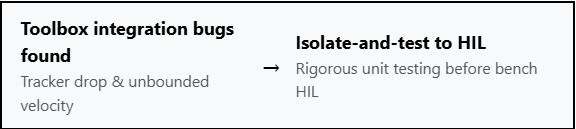 Toolbox integration bugs
found
Tracker drop & unbounded
velocity
→
Isolate-and-test to HIL
Rigorous unit testing before bench
HIL